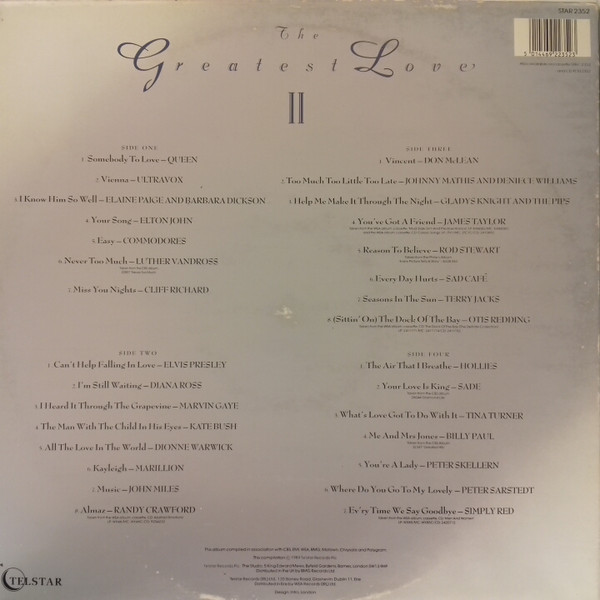 STAR 2352
The
Greatest Love
II
SIDE ONE
1. Somebody To Love – QUEEN
2. Vienna – ULTRAVOX
3. I Know Him So Well – ELAINE PAIGE AND BARBARA DICKSON
4. Your Song – ELTON JOHN
5. Easy – COMMODORES
6. Never Too Much – LUTHER VANDROSS
7. Miss You Nights – CLIFF RICHARD
SIDE TWO
1. Can't Help Falling In Love – ELVIS PRESLEY
2. I'm Still Waiting – DIANA ROSS
3. I Heard It Through The Grapevine – MARVIN GAYE
4. The Man With The Child In His Eyes – KATE BUSH
5. All The Love In The World – DIONNE WARWICK
6. Kayleigh – MARILLION
7. Music – JOHN MILES
8. Almaz – RANDY CRAWFORD
SIDE THREE
1. Vincent – DON McLEAN
2. Too Much Too Little Too Late – JOHNNY MATHIS AND DENIECE WILLIAMS
3. Help Me Make It Through The Night – GLADYS KNIGHT AND THE PIPS
4. You've Got A Friend – JAMES TAYLOR
5. Reason To Believe – ROD STEWART
6. Every Day Hurts – SAD CAFÉ
7. Seasons In The Sun – TERRY JACKS
8. (Sittin' On) The Dock Of The Bay – OTIS REDDING
SIDE FOUR
1. The Air That I Breathe – HOLLIES
2. Your Love Is King – SADE
3. What's Love Got To Do With It – TINA TURNER
4. Me And Mrs Jones – BILLY PAUL
5. You're A Lady – PETER SKELLERN
6. Where Do You Go To My Lovely – PETER SARSTEDT
7. Ev'ry Time We Say Goodbye – SIMPLY RED
TELSTAR